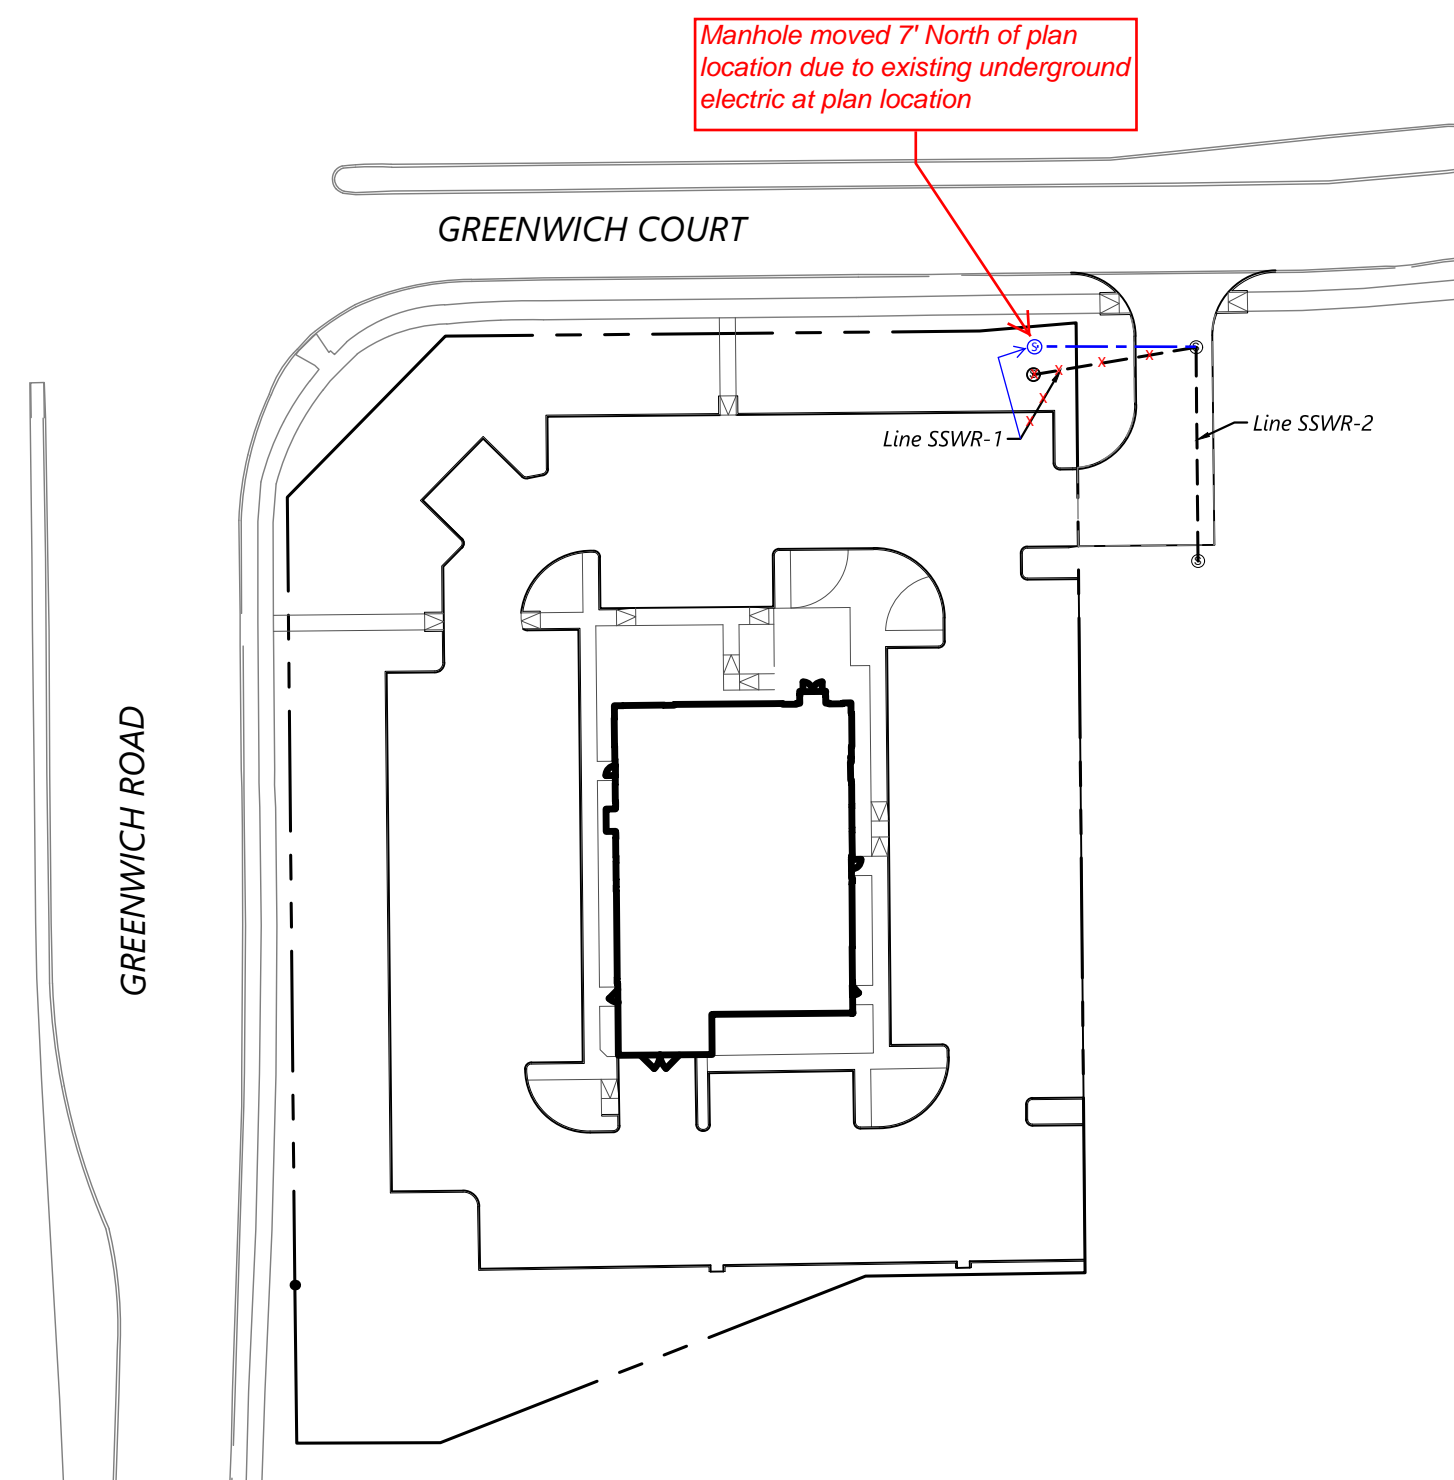 Manhole moved 7' North of plan
location due to existing underground
electric at plan location
GREENWICH COURT
S
S
S
Line SSWR-1
Line SSWR-2
S
GREENWICH ROAD